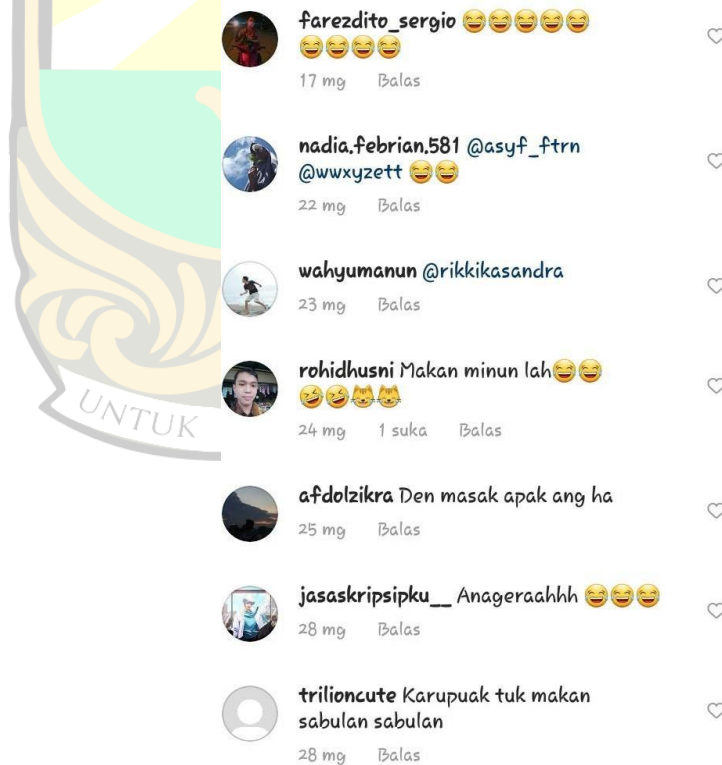 farezdito_sergio 😂😂😂😂😂
😂😂😂😂
17 mg Balas
nadia.febrian.581 @asyf_ftrn
@wwxyzett 😂😂
22 mg Balas
wahyumanun @rikkikasandra
23 mg Balas
rohidhusni Makan minun lah😂😂
🤣🤣😹😹
24 mg 1 suka Balas
UNTUK
afdolzikra Den masak apak ang ha
25 mg Balas
jasaskripsipku__ Anageraahhh 😂😂😂
28 mg Balas
trilioncute Karupuak tuk makan
sabulan sabulan
28 mg Balas